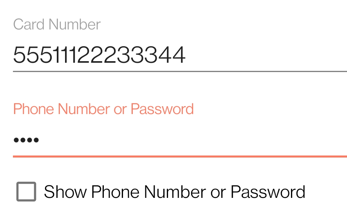 Card Number
55511122233344
Phone Number or Password
••••
Show Phone Number or Password